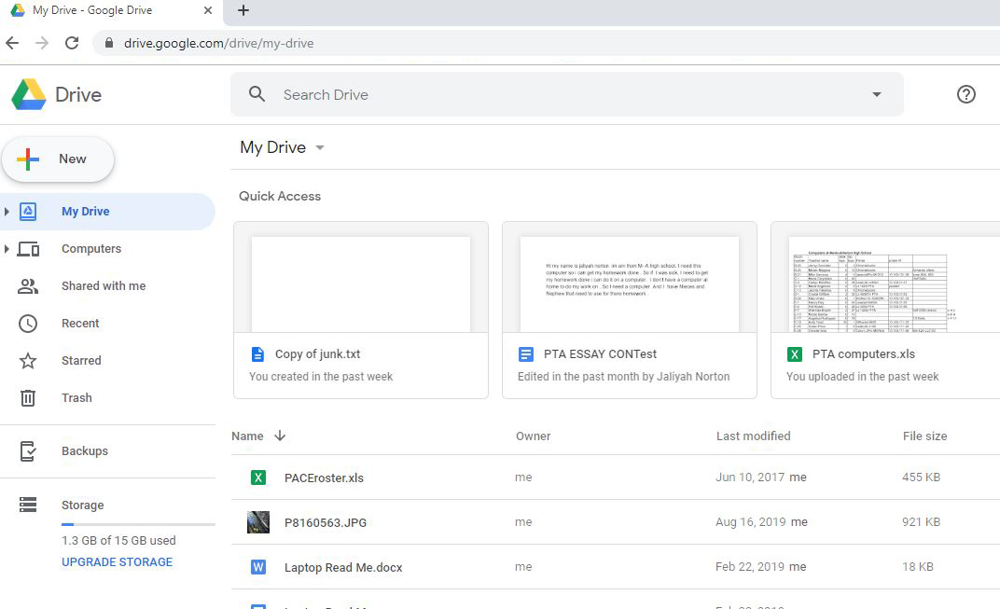 My Drive - Google Drive
drive.google.com/drive/my-drive
Drive
Search Drive
My Drive
New
Quick Access
My Drive
Computers
Shared with me
Recent
Starred
Trash
Backups
Storage
1.3 GB of 15 GB used
UPGRADE STORAGE
Hi my name is jaliyah norton. Im am from M- A high school. I need this
computer so i can get my homework done . So if I was sick, I need to get
my homework done i can do it on a computer. I don't have a computer at
home to do my work on . So I need a computer. And I have Nieces and
Nephew that need to use for there homework .
Computers at Menlo-Atherton High School
Copy of junk.txt
You created in the past week
PTA ESSAY CONTest
Edited in the past month by Jaliyah Norton
PTA computers.xls
You uploaded in the past week
Name Owner Last modified File size
PACEroster.xls me Jun 10, 2017 me 455 KB
P8160563.JPG me Aug 16, 2019 me 921 KB
Laptop Read Me.docx me Feb 22, 2019 me 18 KB